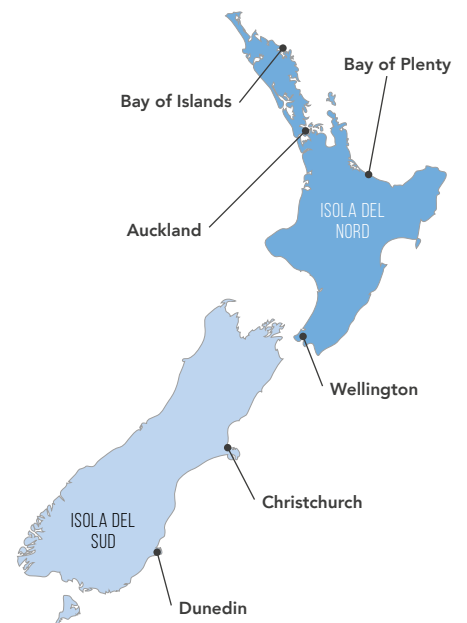 Bay of Plenty
Bay of Islands
ISOLA DEL
NORD
Auckland
Wellington
Christchurch
ISOLA DEL
SUD
Dunedin